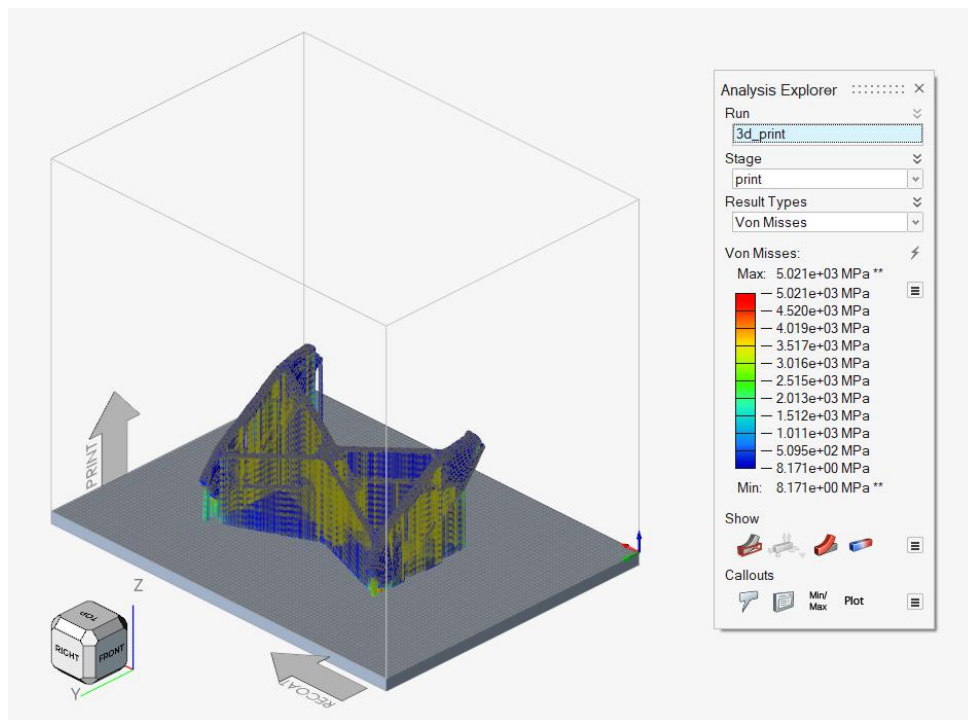 Analysis Explorer
Run
3d_print
Stage
print
Result Types
Von Misses
Von Misses:
Max: 5.021e+03 MPa **
5.021e+03 MPa
4.520e+03 MPa
4.019e+03 MPa
3.517e+03 MPa
3.016e+03 MPa
2.515e+03 MPa
2.013e+03 MPa
1.512e+03 MPa
1.011e+03 MPa
5.095e+02 MPa
8.171e+00 MPa
Min: 8.171e+00 MPa **
Show
Callouts
Min/
Max
Plot
PRINT
Z
TOP
RIGHT
FRONT
Y
RECOAT